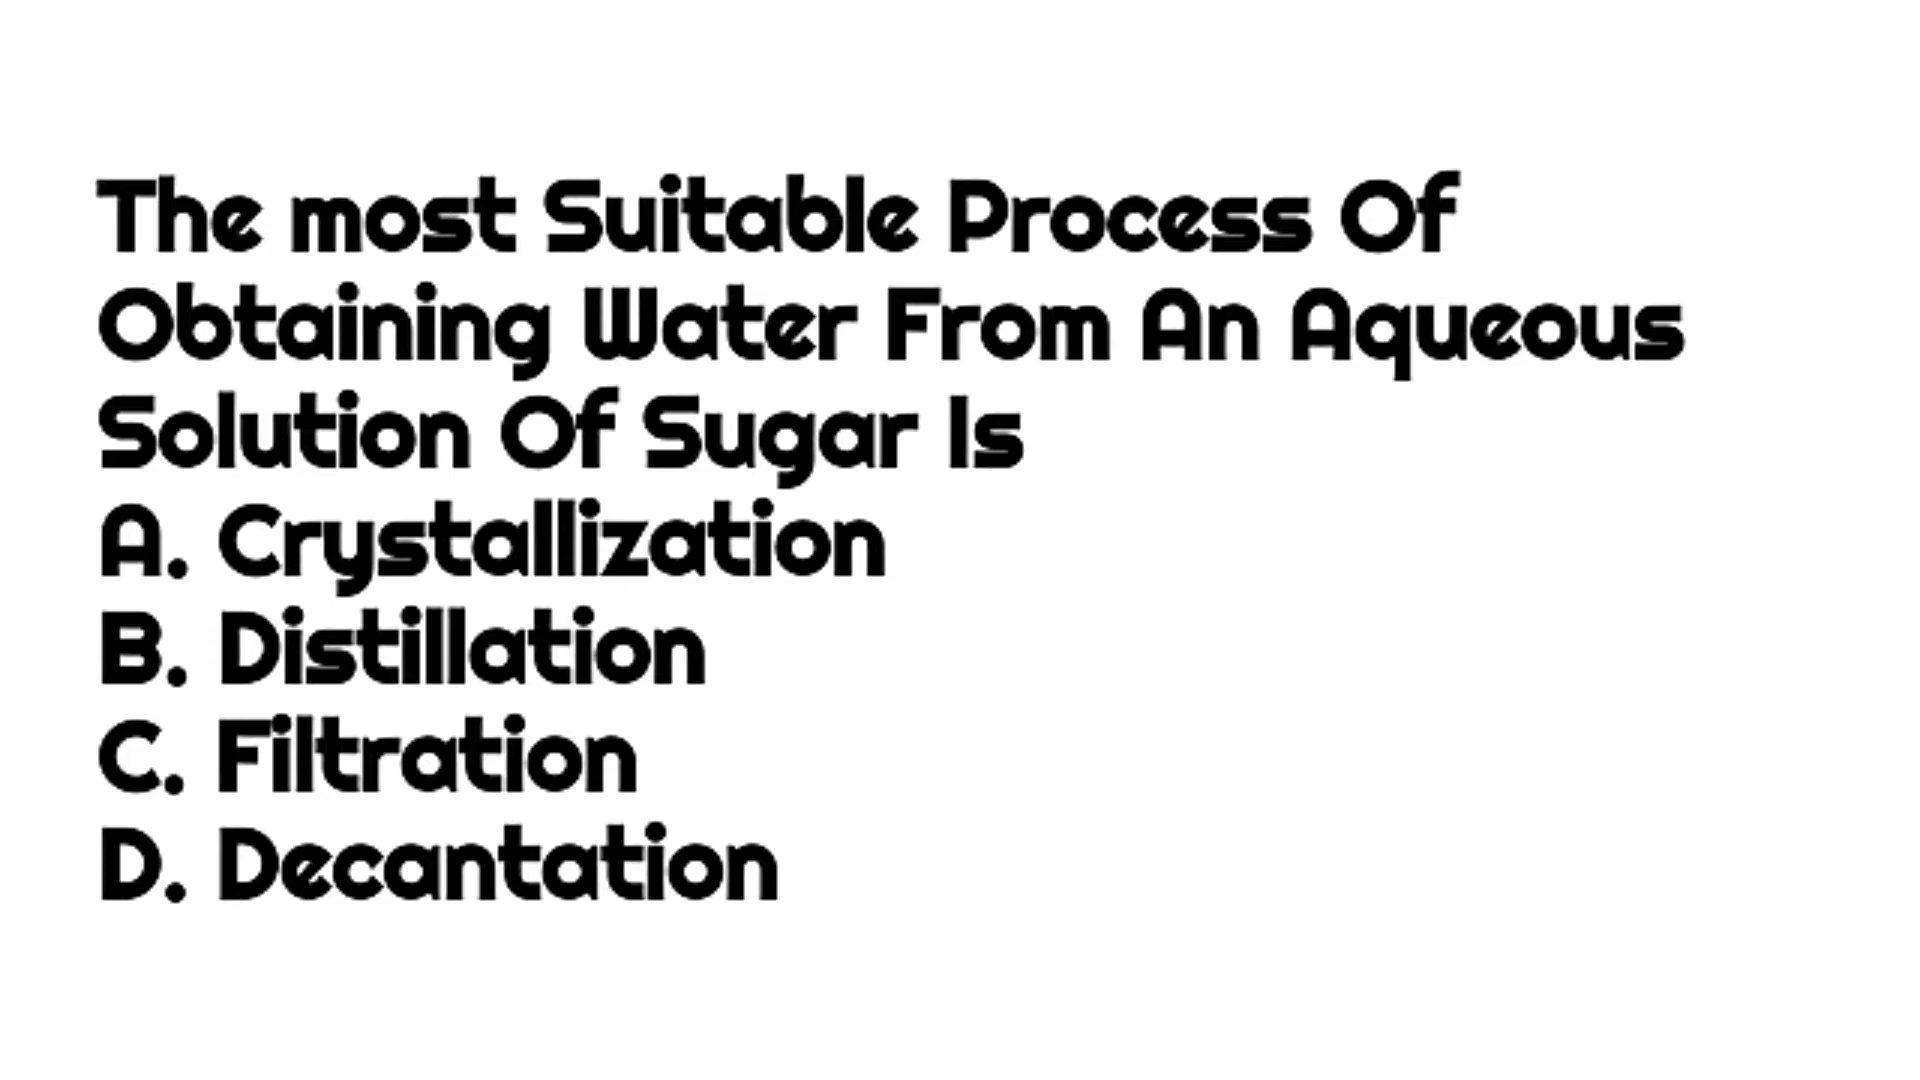 The most Suitable Process Of
Obtaining Water From An Aqueous
Solution Of Sugar Is
A. Crystallization
B. Distillation
C. Filtration
D. Decantation